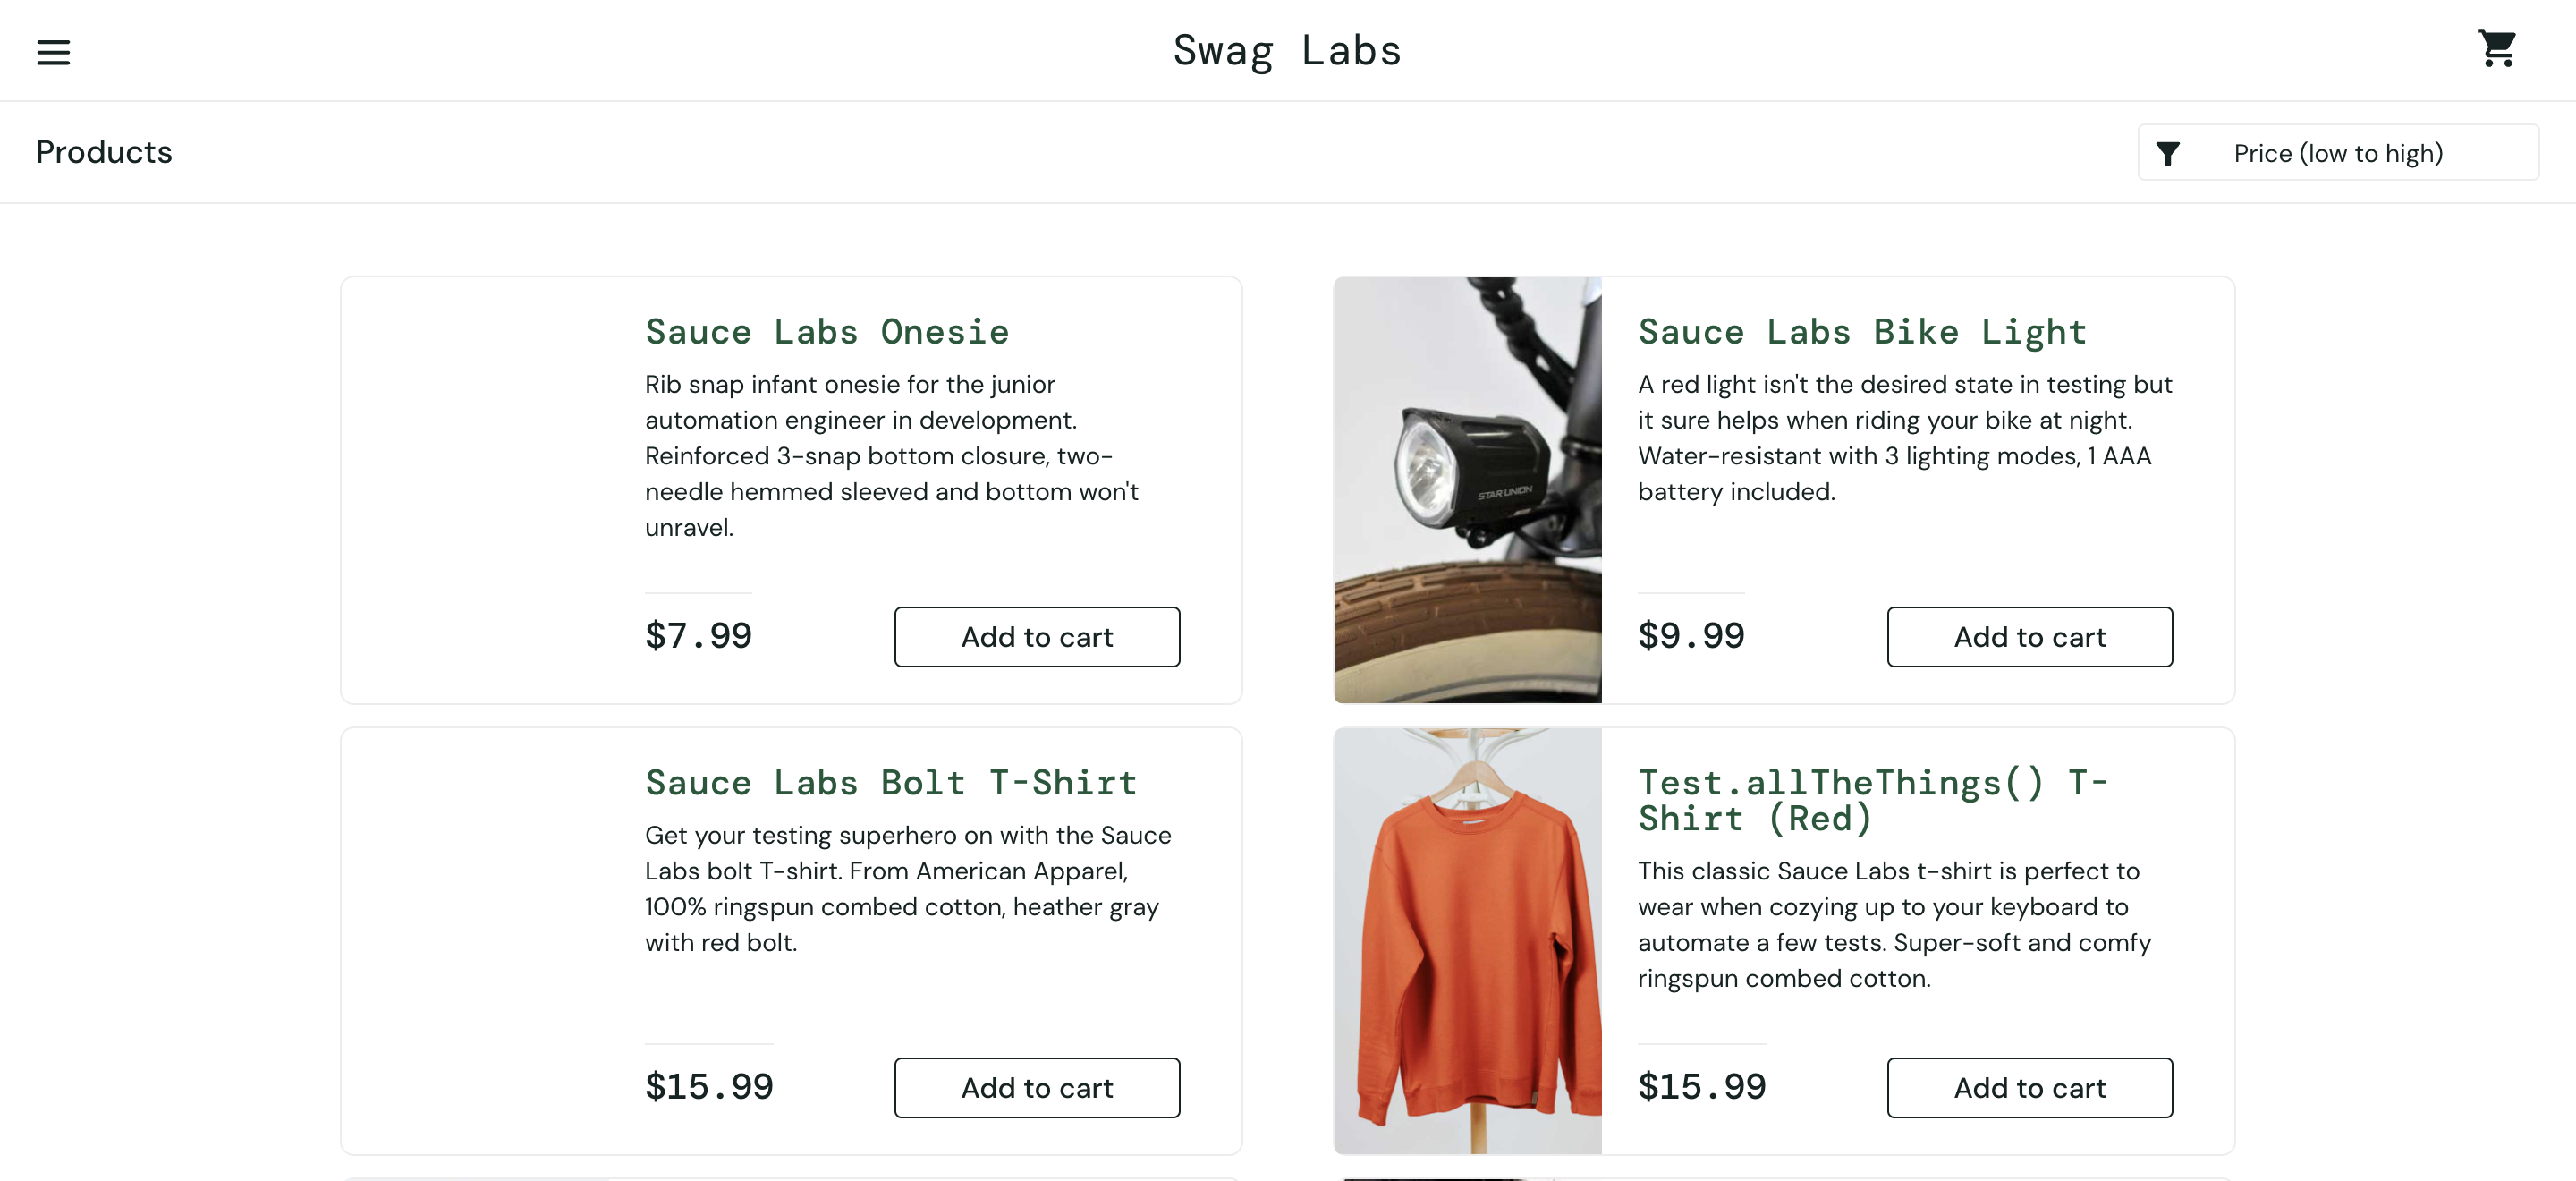 Swag Labs
Products
Price (low to high)
Sauce Labs Onesie
Rib snap infant onesie for the junior
automation engineer in development.
Reinforced 3-snap bottom closure, two-
needle hemmed sleeved and bottom won't
unravel.
$7.99
Add to cart
STAR UNION
Sauce Labs Bike Light
A red light isn't the desired state in testing but
it sure helps when riding your bike at night.
Water-resistant with 3 lighting modes, 1 AAA
battery included.
$9.99
Add to cart
Sauce Labs Bolt T-Shirt
Get your testing superhero on with the Sauce
Labs bolt T-shirt. From American Apparel,
100% ringspun combed cotton, heather gray
with red bolt.
$15.99
Add to cart
Test.allTheThings() T-
Shirt (Red)
This classic Sauce Labs t-shirt is perfect to
wear when cozying up to your keyboard to
automate a few tests. Super-soft and comfy
ringspun combed cotton.
$15.99
Add to cart